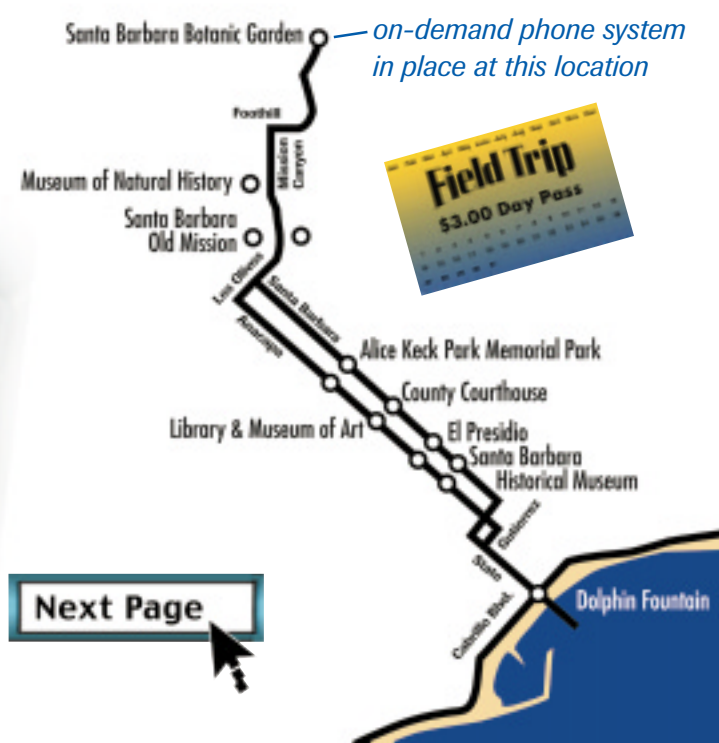 Santa Barbara Botanic Garden
on-demand phone system
in place at this location
Foothill
Mission
Canyon
Museum of Natural History
Santa Barbara
Old Mission
Field Trip
$3.00 Day Pass
Los Olivos
Santa Barbara
Anacapa
Alice Keck Park Memorial Park
County Courthouse
Library & Museum of Art
El Presidio
Santa Barbara
Historical Museum
Gutierrez
State
Cabrillo Blvd.
Dolphin Fountain
Next Page